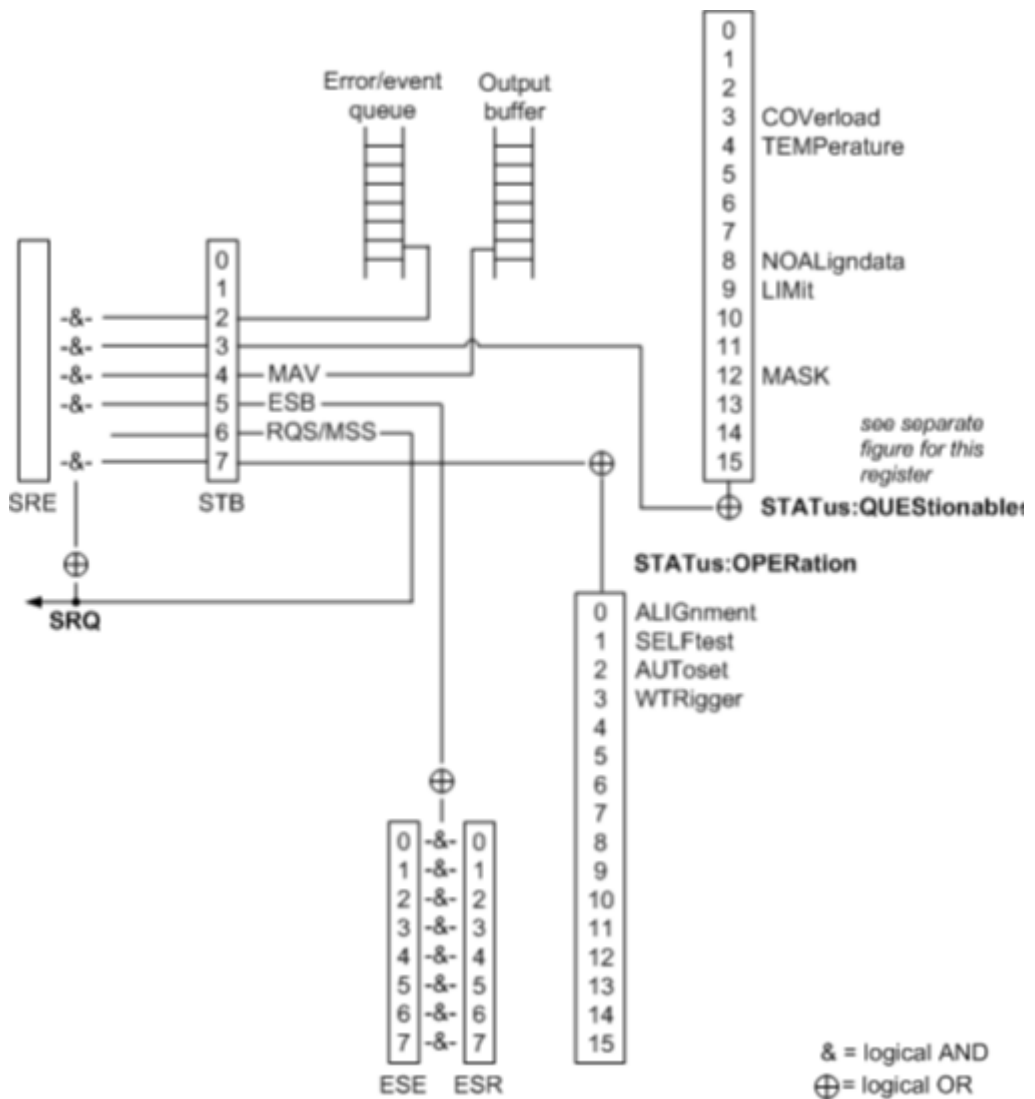 Error/event
queue
Output
buffer
0
1
2
3 COVerload
4 TEMPerature
5
6
7
8 NOALigndata
9 LIMit
10
11
12 MASK
13
14
15
see separate
figure for this
register
STATus:QUEStionables
0
1
-&- 2
-&- 3
-&- 4 MAV
-&- 5 ESB
6 RQS/MSS
-&- 7
SRE STB
SRQ
STATus:OPERation
0 ALIGnment
1 SELFtest
2 AUToset
3 WTRigger
4
5
6
7
8
9
10
11
12
13
14
15
0 -&- 0
1 -&- 1
2 -&- 2
3 -&- 3
4 -&- 4
5 -&- 5
6 -&- 6
7 -&- 7
ESE ESR
& = logical AND
⊕ = logical OR